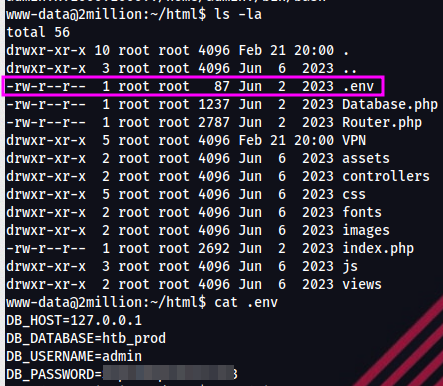 www-data@2million:~/html$ ls -la
total 56
drwxr-xr-x 10 root root 4096 Feb 21 20:00 .
drwxr-xr-x  3 root root 4096 Jun  6  2023 ..
-rw-r--r--  1 root root   87 Jun  2  2023 .env
-rw-r--r--  1 root root 1237 Jun  2  2023 Database.php
-rw-r--r--  1 root root 2787 Jun  2  2023 Router.php
drwxr-xr-x  5 root root 4096 Feb 21 20:00 VPN
drwxr-xr-x  2 root root 4096 Jun  6  2023 assets
drwxr-xr-x  2 root root 4096 Jun  6  2023 controllers
drwxr-xr-x  5 root root 4096 Jun  6  2023 css
drwxr-xr-x  2 root root 4096 Jun  6  2023 fonts
drwxr-xr-x  2 root root 4096 Jun  6  2023 images
-rw-r--r--  1 root root 2692 Jun  2  2023 index.php
drwxr-xr-x  3 root root 4096 Jun  6  2023 js
drwxr-xr-x  2 root root 4096 Jun  6  2023 views
www-data@2million:~/html$ cat .env
DB_HOST=127.0.0.1
DB_DATABASE=htb_prod
DB_USERNAME=admin
DB_PASSWORD=